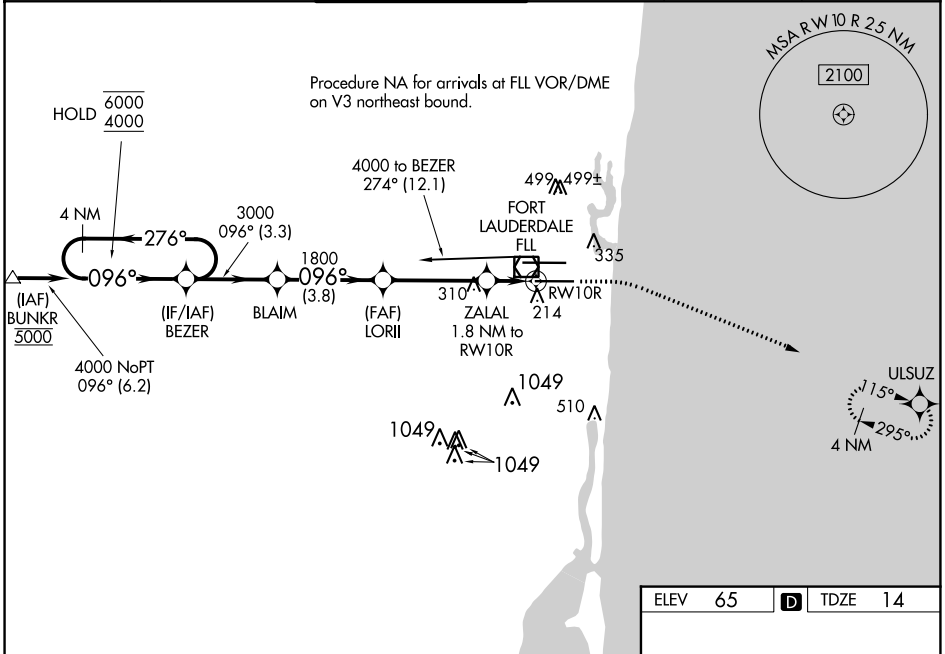 MSA RW 10 R 25 NM
2100
Procedure NA for arrivals at FLL VOR/DME
on V3 northeast bound.
HOLD
6000
4000
4000 to BEZER
274° (12.1)
499
499±
FORT
LAUDERDALE
FLL
335
4 NM
276°
3000
096° (3.3)
1800
096°
(3.8)
096°
310
RW10R
214
(IAF)
BUNKR
5000
(IF/IAF)
BEZER
BLAIM
(FAF)
LORII
ZALAL
1.8 NM to
RW10R
4000 NoPT
096° (6.2)
1049
510
1049
1049
ULSUZ
115°
295°
4 NM
ELEV 65 D TDZE 14